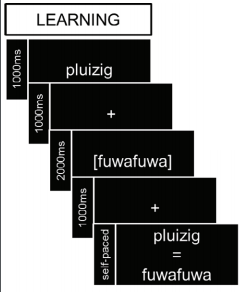 LEARNING
1000ms
pluizig
1000ms
+
2000ms
[fuwafuwa]
1000ms
+
self-paced
pluizig
=
fuwafuwa